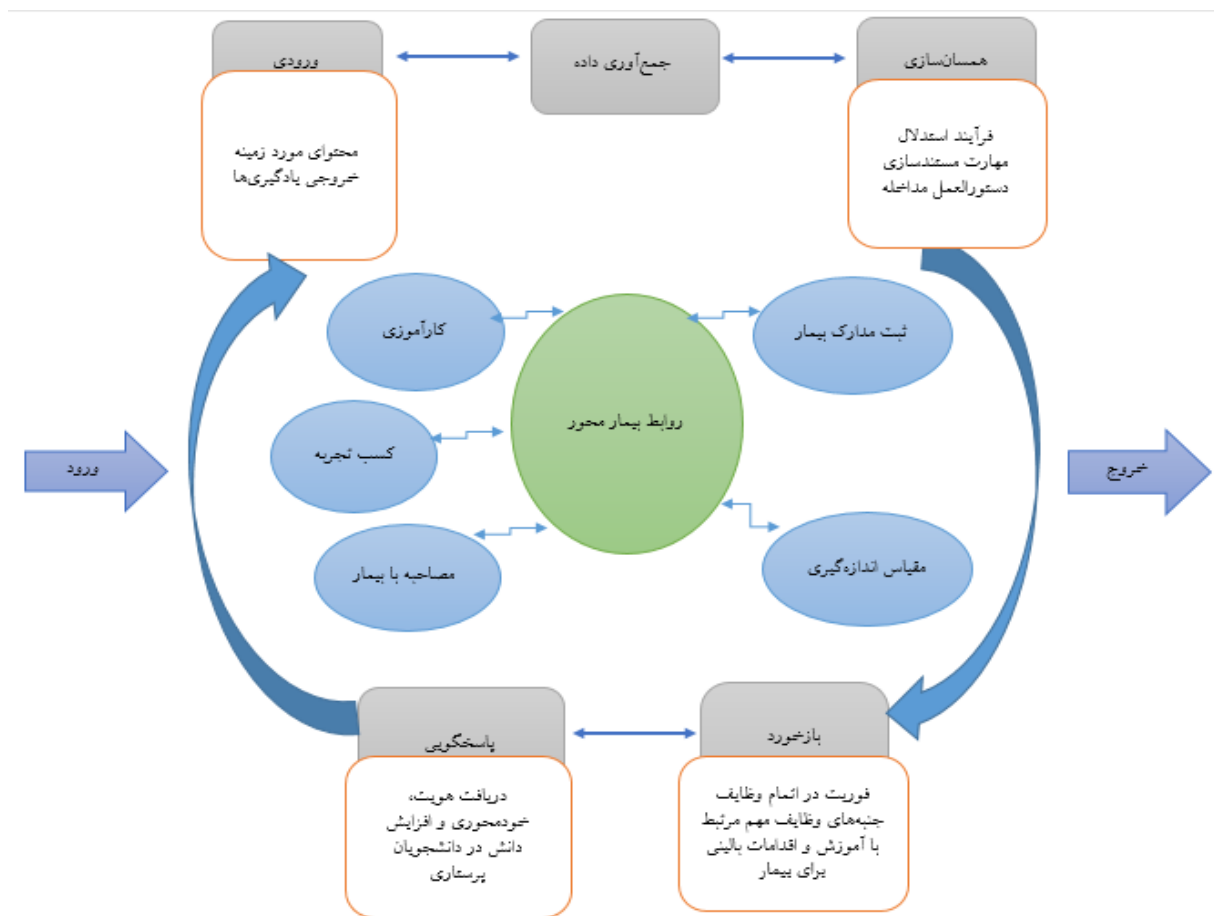 همسان‌سازی
جمع‌آوری داده
ورودی
فرآیند استدلال
مهارت مستندسازی
دستورالعمل مداخله
محتوای مورد زمینه
خروجی یادگیری‌ها
ثبت مدارک بیمار
کارآموزی
روابط بیمار محور
کسب تجربه
ورود
خروج
مقیاس اندازه‌گیری
مصاحبه با بیمار
بازخورد
پاسخگویی
فوریت در اتمام وظایف
جنبه‌های وظایف مهم مرتبط
با آموزش و اقدامات بالینی
برای بیمار
دریافت هویت،
خودمحوری و افزایش
دانش در دانشجویان
پرستاری